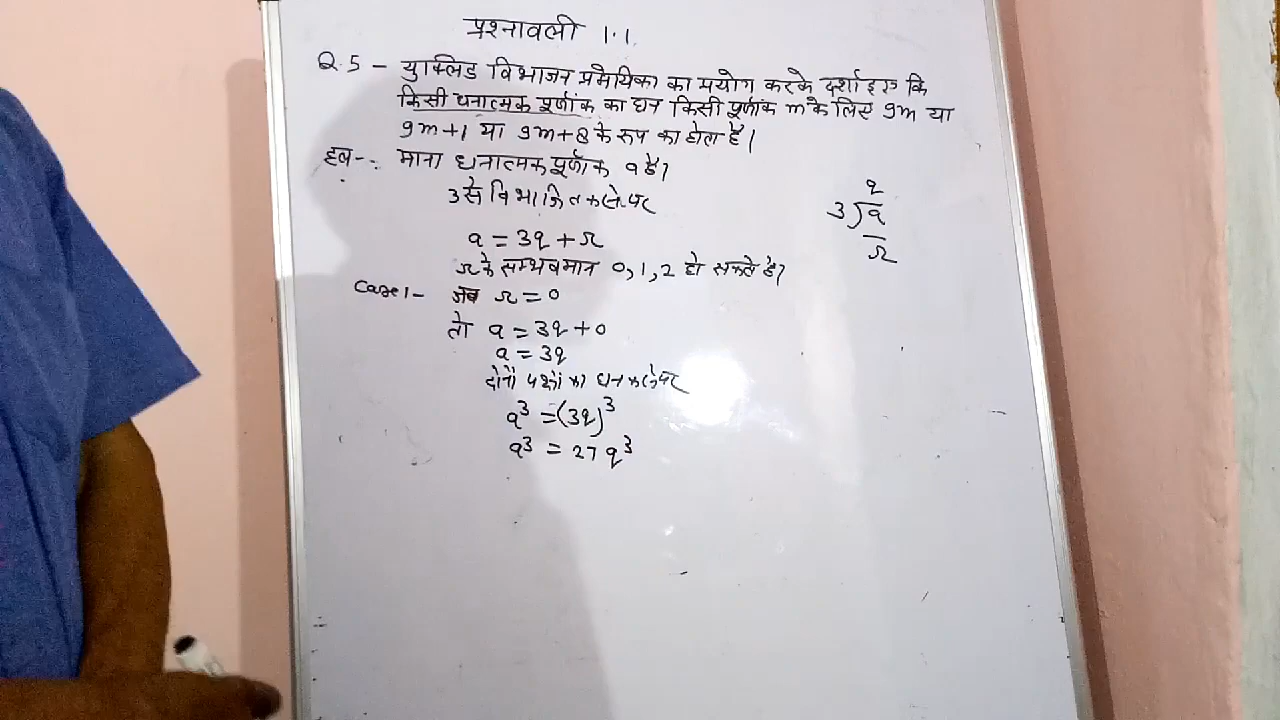 प्रश्नावली 1.1
Q.5 - युक्लिड विभाजन प्रमेयिका का प्रयोग करके दर्शाइए कि
किसी धनात्मक पूर्णांक का घन किसी पूर्णांक m के लिए 9m या
9m+1 या 9m+8 के रूप का होता है।
हल-: माना धनात्मक पूर्णांक a है।
3 से विभाजित करने पर
a = 3q + r
r के सम्भव मान 0, 1, 2 हो सकते है।
Case 1- जब r = 0
तो a = 3q + 0
a = 3q
दोनों पक्षों का घन करने पर
a³ = (3q)³
a³ = 27q³
q
3)a
r